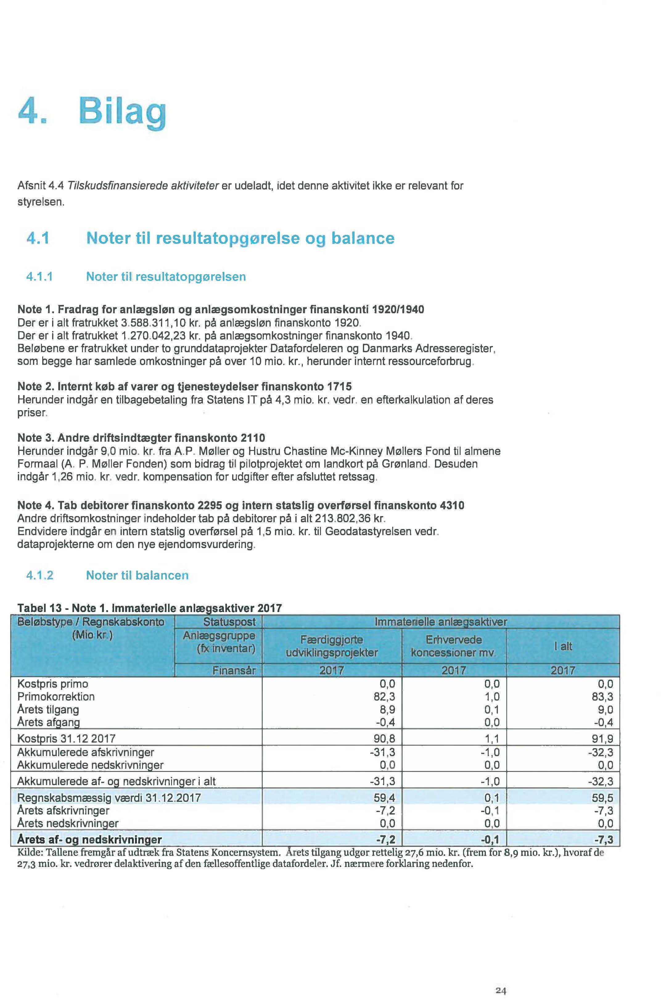 4. Bilag
Afsnit 4.4 Tilskudsfinansierede aktiviteter er udeladt, idet denne aktivitet ikke er relevant for
styrelsen.
4.1 Noter til resultatopgørelse og balance
4.1.1 Noter til resultatopgørelsen
Note 1. Fradrag for anlægsløn og anlægsomkostninger finanskonti 1920/1940
Der er i alt fratrukket 3.588.311,10 kr. på anlægsløn finanskonto 1920.
Der er i alt fratrukket 1.270.042,23 kr. på anlægsomkostninger finanskonto 1940.
Beløbene er fratrukket under to grunddataprojekter Datafordeleren og Danmarks Adresseregister,
som begge har samlede omkostninger på over 10 mio. kr., herunder internt ressourceforbrug.
Note 2. Internt køb af varer og tjenesteydelser finanskonto 1715
Herunder indgår en tilbagebetaling fra Statens IT på 4,3 mio. kr. vedr. en efterkalkulation af deres
priser.
Note 3. Andre driftsindtægter finanskonto 2110
Herunder indgår 9,0 mio. kr. fra A.P. Møller og Hustru Chastine Mc-Kinney Møllers Fond til almene
Formaal (A. P. Møller Fonden) som bidrag til pilotprojektet om landkort på Grønland. Desuden
indgår 1,26 mio. kr. vedr. kompensation for udgifter efter afsluttet retssag.
Note 4. Tab debitorer finanskonto 2295 og intern statslig overførsel finanskonto 4310
Andre driftsomkostninger indeholder tab på debitorer på i alt 213.802,36 kr.
Endvidere indgår en intern statslig overførsel på 1,5 mio. kr. til Geodatastyrelsen vedr.
dataprojekterne om den nye ejendomsvurdering.
4.1.2 Noter til balancen
Tabel 13 - Note 1. Immaterielle anlægsaktiver 2017
Beløbstype / Regnskabskonto Statuspost Immaterielle anlægsaktiver
(Mio kr.) Anlægsgruppe
(fx inventar) Færdiggjorte
udviklingsprojekter Erhvervede
koncessioner mv. I alt
Finansår 2017 2017 2017
Kostpris primo 0,0 0,0 0,0
Primokorrektion 82,3 1,0 83,3
Årets tilgang 8,9 0,1 9,0
Årets afgang -0,4 0,0 -0,4
Kostpris 31.12 2017 90,8 1,1 91,9
Akkumulerede afskrivninger -31,3 -1,0 -32,3
Akkumulerede nedskrivninger 0,0 0,0 0,0
Akkumulerede af- og nedskrivninger i alt -31,3 -1,0 -32,3
Regnskabsmæssig værdi 31.12.2017 59,4 0,1 59,5
Årets afskrivninger -7,2 -0,1 -7,3
Årets nedskrivninger 0,0 0,0 0,0
Årets af- og nedskrivninger -7,2 -0,1 -7,3
Kilde: Tallene fremgår af udtræk fra Statens Koncernsystem. Årets tilgang udgør rettelig 27,6 mio. kr. (frem for 8,9 mio. kr.), hvoraf de
27,3 mio. kr. vedrører delaktivering af den fællesoffentlige datafordeler. Jf. nærmere forklaring nedenfor.
24